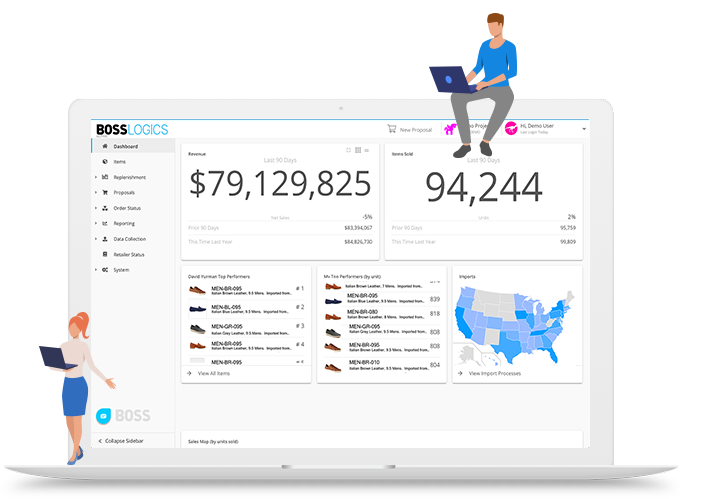 BOSSLOGICS
New Proposal
Hi, Demo User
Last Login Today
Dashboard
Items
Replenishment
Proposals
Order Status
Reporting
Data Collection
Retailer Status
System
BOSS
Collapse Sidebar
Revenue
Last 90 Days
$79,129,825
Net Sales
-5%
Prior 90 Days
$83,394,067
This Time Last Year
$84,826,730
Items Sold
Last 90 Days
94,244
Units
2%
Prior 90 Days
95,759
This Time Last Year
99,809
David Yurman Top Performers
MEN-BR-095
# 1
Italian Brown Leather, 9.5 Mens. Imported from..
MEN-BL-095
# 2
Italian Blue Leather, 9.5 Mens. Imported from..
MEN-GR-095
# 3
Italian Grey Leather, 9.5 Mens. Imported from..
MEN-BR-095
# 4
Italian Brown Leather, 9.5 Mens. Imported from..
MEN-BR-095
View All Items
Performers (by unit)
Italian Brown Leather, 7 Mens. Imported from..
MEN-BR-095
839
Italian Blue Leather, 9.5 Mens. Imported from..
MEN-BR-080
818
Italian Brown Leather, 8 Mens. Imported from..
MEN-GR-095
808
Italian Grey Leather, 9.5 Mens. Imported from..
MEN-BR-095
808
Italian Brown Leather, 9.5 Mens. Imported from..
MEN-BR-010
804
Italian Brown Leather, 9.5 Mens. Imported from..
View All Items
Imports
View Import Processes
Sales Map (by units sold)